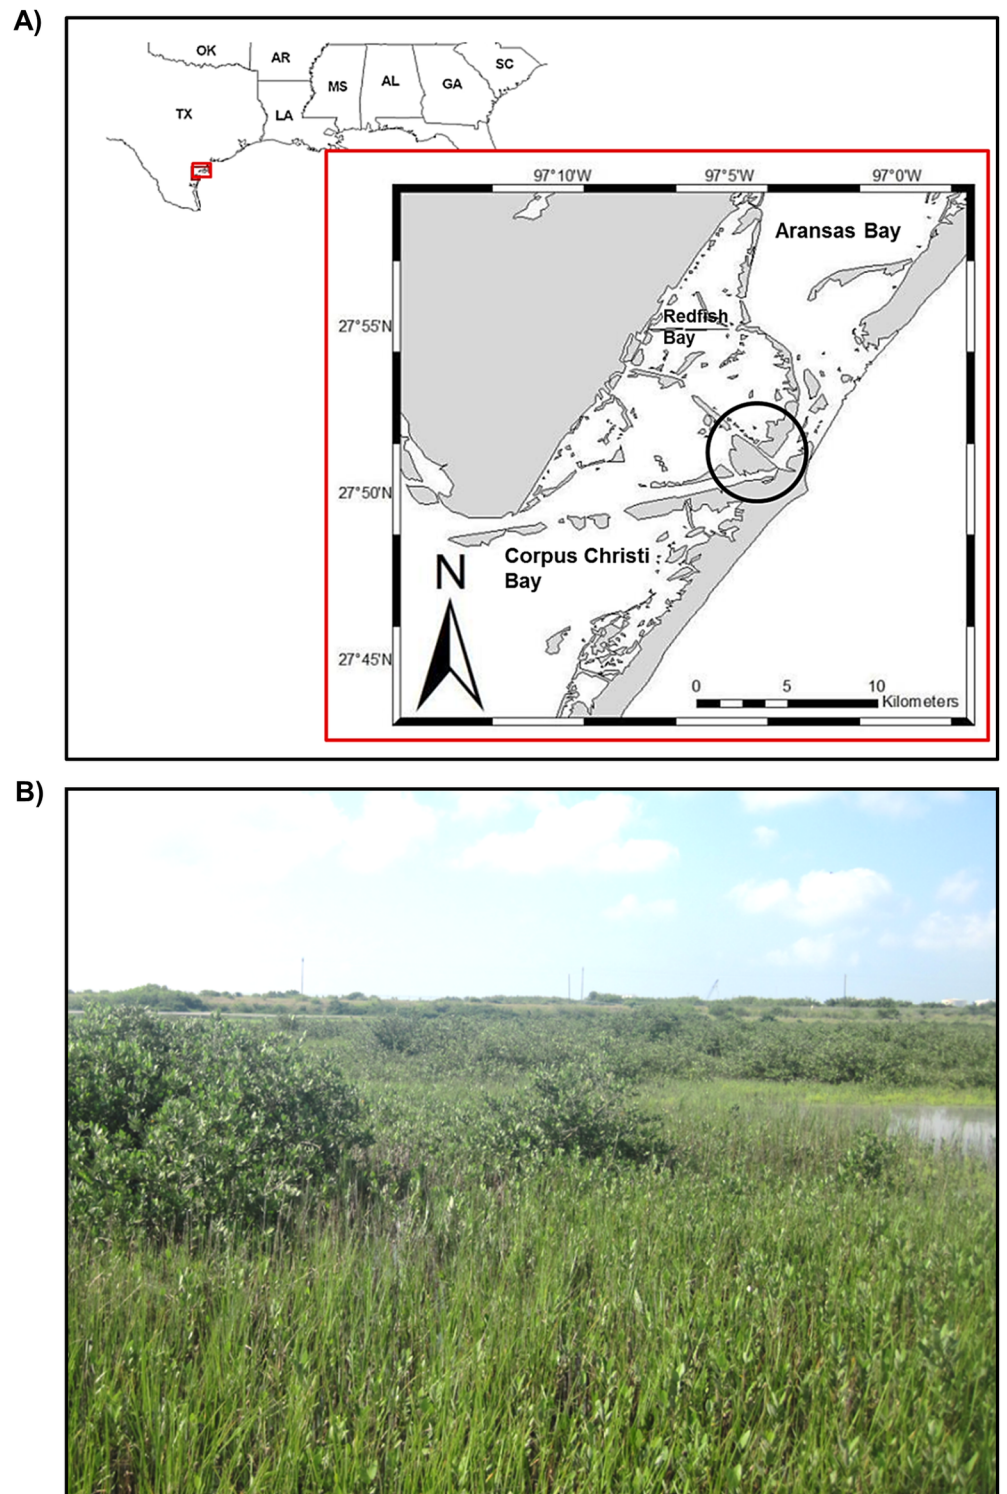 A)
OK
AR
SC
MS
AL
GA
TX
LA
97°10'W
97°5'W
97°0'W
Aransas Bay
27°55'N
Redfish
Bay
27°50'N
Corpus Christi
Bay
N
27°45'N
0
5
10
Kilometers
B)